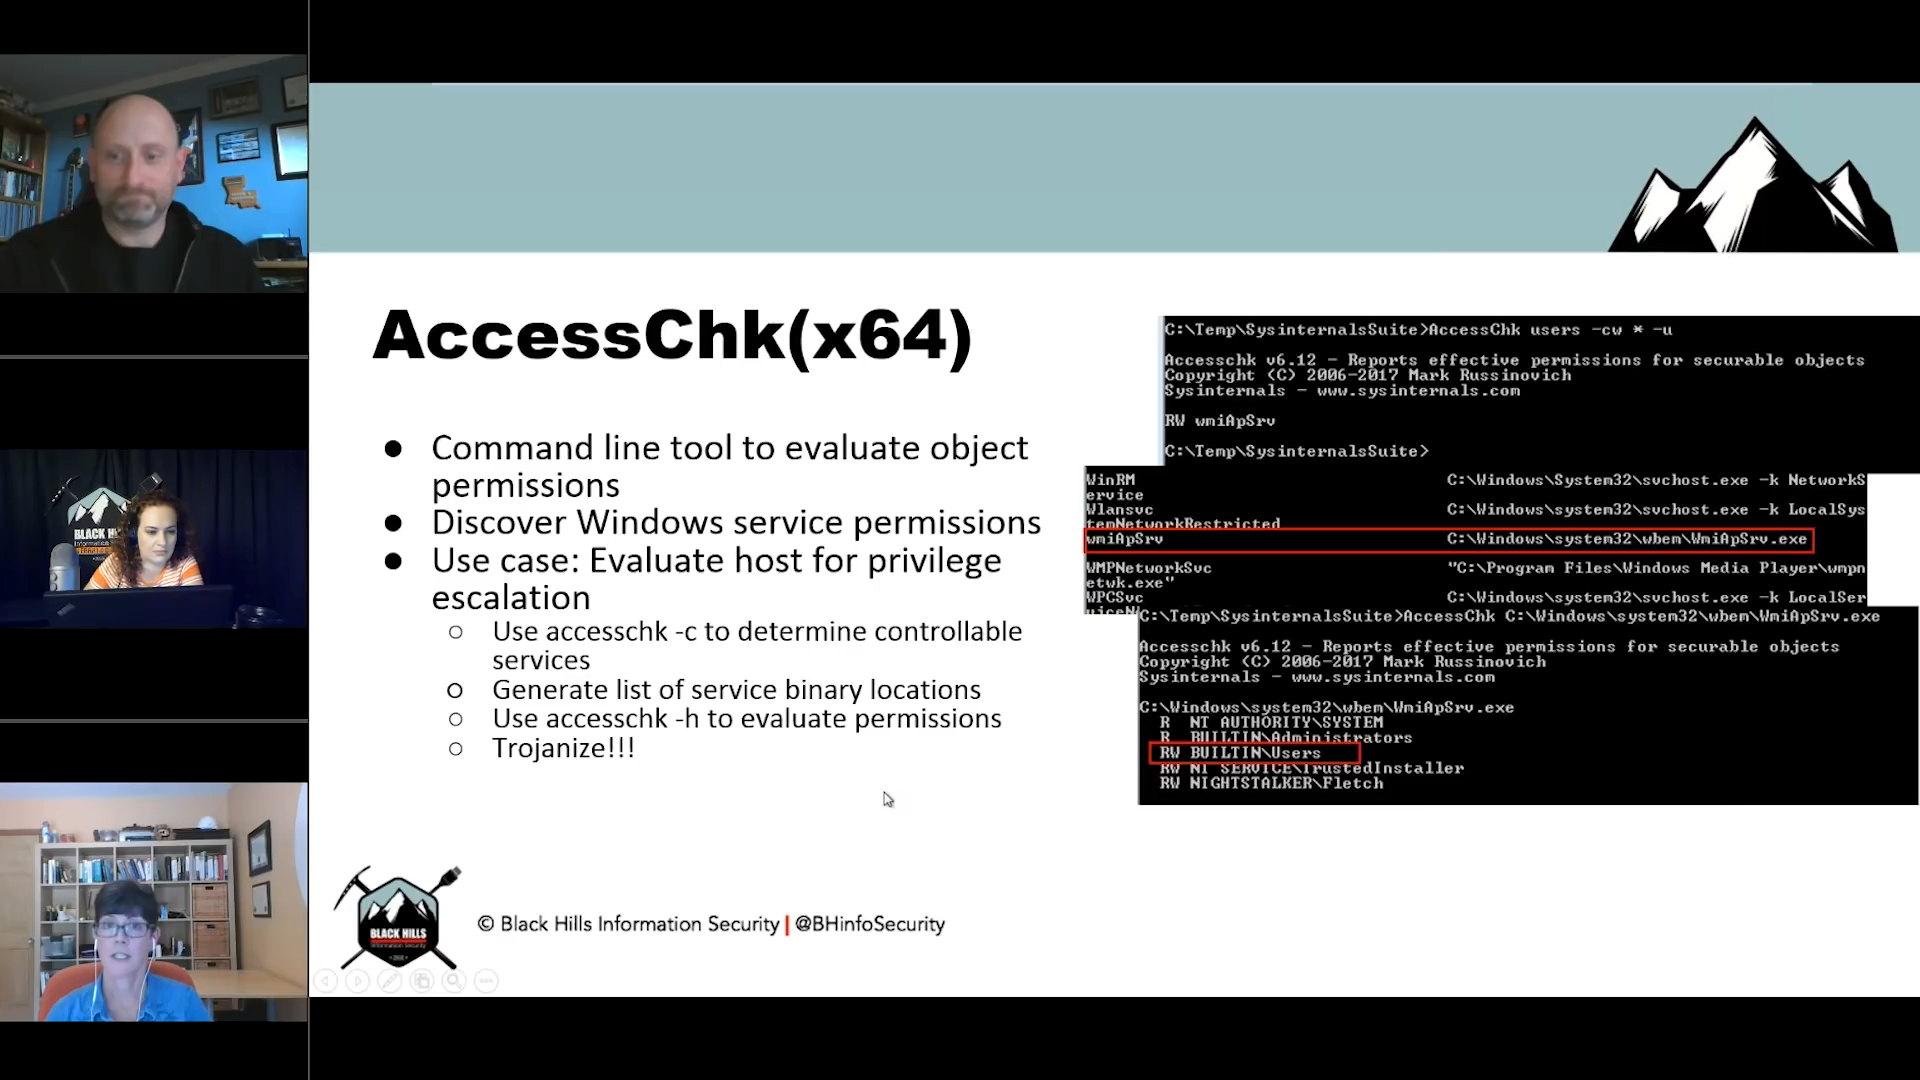 AccessChk(x64)
● Command line tool to evaluate object
permissions
● Discover Windows service permissions
● Use case: Evaluate host for privilege
escalation
○ Use accesschk -c to determine controllable
services
○ Generate list of service binary locations
○ Use accesschk -h to evaluate permissions
○ Trojanize!!!
C:\Temp\SysinternalsSuite>AccessChk users -cw * -u
Accesschk v6.12 - Reports effective permissions for securable objects
Copyright (C) 2006-2017 Mark Russinovich
Sysinternals - www.sysinternals.com
RW wmiApSrv
C:\Temp\SysinternalsSuite>
WinRM C:\Windows\System32\svchost.exe -k NetworkS
ervice
Wlansvc C:\Windows\system32\svchost.exe -k LocalSys
temNetworkRestricted
wmiApSrv C:\Windows\system32\wbem\WmiApSrv.exe
WMPNetworkSvc "C:\Program Files\Windows Media Player\wmpn
etwk.exe"
WPCSvc C:\Windows\system32\svchost.exe -k LocalSer
C:\Temp\SysinternalsSuite>AccessChk C:\Windows\system32\wbem\WmiApSrv.exe
Accesschk v6.12 - Reports effective permissions for securable objects
Copyright (C) 2006-2017 Mark Russinovich
Sysinternals - www.sysinternals.com
C:\Windows\system32\wbem\WmiApSrv.exe
R NT AUTHORITY\SYSTEM
R BUILTIN\Administrators
RW BUILTIN\Users
RW NT SERVICE\TrustedInstaller
RW NIGHTSTALKER\Fletch
BLACK HILLS
Information Security
© Black Hills Information Security | @BHinfoSecurity